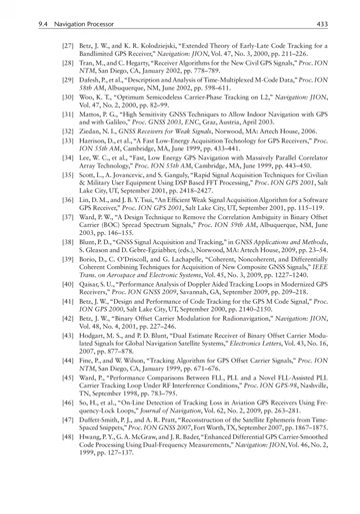 9.4 Navigation Processor 433
[27] Betz, J. W., and K. R. Kolodziejski, "Extended Theory of Early-Late Code Tracking for a
Bandlimited GPS Receiver," Navigation: JION, Vol. 47, No. 3, 2000, pp. 211–226.
[28] Tran, M., and C. Hegarty, "Receiver Algorithms for the New Civil GPS Signals," Proc. ION
NTM, San Diego, CA, January 2002, pp. 778–789.
[29] Dafesh, P., et al., "Description and Analysis of Time-Multiplexed M-Code Data," Proc. ION
58th AM, Albuquerque, NM, June 2002, pp. 598–611.
[30] Woo, K. T., "Optimum Semicodeless Carrier-Phase Tracking on L2," Navigation: JION,
Vol. 47, No. 2, 2000, pp. 82–99.
[31] Mattos, P. G., "High Sensitivity GNSS Techniques to Allow Indoor Navigation with GPS
and with Galileo," Proc. GNSS 2003, ENC, Graz, Austria, April 2003.
[32] Ziedan, N. I., GNSS Receivers for Weak Signals, Norwood, MA: Artech House, 2006.
[33] Harrison, D., et al., "A Fast Low-Energy Acquisition Technology for GPS Receivers," Proc.
ION 55th AM, Cambridge, MA, June 1999, pp. 433–441.
[34] Lee, W. C., et al., "Fast, Low Energy GPS Navigation with Massively Parallel Correlator
Array Technology," Proc. ION 55th AM, Cambridge, MA, June 1999, pp. 443–450.
[35] Scott, L., A. Jovancevic, and S. Ganguly, "Rapid Signal Acquisition Techniques for Civilian
& Military User Equipment Using DSP Based FFT Processing," Proc. ION GPS 2001, Salt
Lake City, UT, September 2001, pp. 2418–2427.
[36] Lin, D. M., and J. B. Y. Tsui, "An Efficient Weak Signal Acquisition Algorithm for a Software
GPS Receiver," Proc. ION GPS 2001, Salt Lake City, UT, September 2001, pp. 115–119.
[37] Ward, P. W., "A Design Technique to Remove the Correlation Ambiguity in Binary Offset
Carrier (BOC) Spread Spectrum Signals," Proc. ION 59th AM, Albuquerque, NM, June
2003, pp. 146–155.
[38] Blunt, P. D., "GNSS Signal Acquisition and Tracking," in GNSS Applications and Methods,
S. Gleason and D. Gebre-Egziabher, (eds.), Norwood, MA: Artech House, 2009, pp. 23–54.
[39] Borio, D., C. O'Driscoll, and G. Lachapelle, "Coherent, Noncoherent, and Differentially
Coherent Combining Techniques for Acquisition of New Composite GNSS Signals," IEEE
Trans. on Aerospace and Electronic Systems, Vol. 45, No. 3, 2009, pp. 1227–1240.
[40] Qaisar, S. U., "Performance Analysis of Doppler Aided Tracking Loops in Modernized GPS
Receivers," Proc. ION GNSS 2009, Savannah, GA, September 2009, pp. 209–218.
[41] Betz, J. W., "Design and Performance of Code Tracking for the GPS M Code Signal," Proc.
ION GPS 2000, Salt Lake City, UT, September 2000, pp. 2140–2150.
[42] Betz, J. W., "Binary Offset Carrier Modulation for Radionavigation," Navigation: JION,
Vol. 48, No. 4, 2001, pp. 227–246.
[43] Hodgart, M. S., and P. D. Blunt, "Dual Estimate Receiver of Binary Offset Carrier Modu-
lated Signals for Global Navigation Satellite Systems," Electronics Letters, Vol. 43, No. 16,
2007, pp. 877–878.
[44] Fine, P., and W. Wilson, "Tracking Algorithm for GPS Offset Carrier Signals," Proc. ION
NTM, San Diego, CA, January 1999, pp. 671–676.
[45] Ward, P., "Performance Comparisons Between FLL, PLL and a Novel FLL-Assisted PLL
Carrier Tracking Loop Under RF Interference Conditions," Proc. ION GPS-98, Nashville,
TN, September 1998, pp. 783–795.
[46] So, H., et al., "On-Line Detection of Tracking Loss in Aviation GPS Receivers Using Fre-
quency-Lock Loops," Journal of Navigation, Vol. 62, No. 2, 2009, pp. 263–281.
[47] Duffett-Smith, P. J., and A. R. Pratt, "Reconstruction of the Satellite Ephemeris from Time-
Spaced Snippets," Proc. ION GNSS 2007, Fort Worth, TX, September 2007, pp. 1867–1875.
[48] Hwang, P. Y., G. A. McGraw, and J. R. Bader, "Enhanced Differential GPS Carrier-Smoothed
Code Processing Using Dual-Frequency Measurements," Navigation: JION, Vol. 46, No. 2,
1999, pp. 127–137.